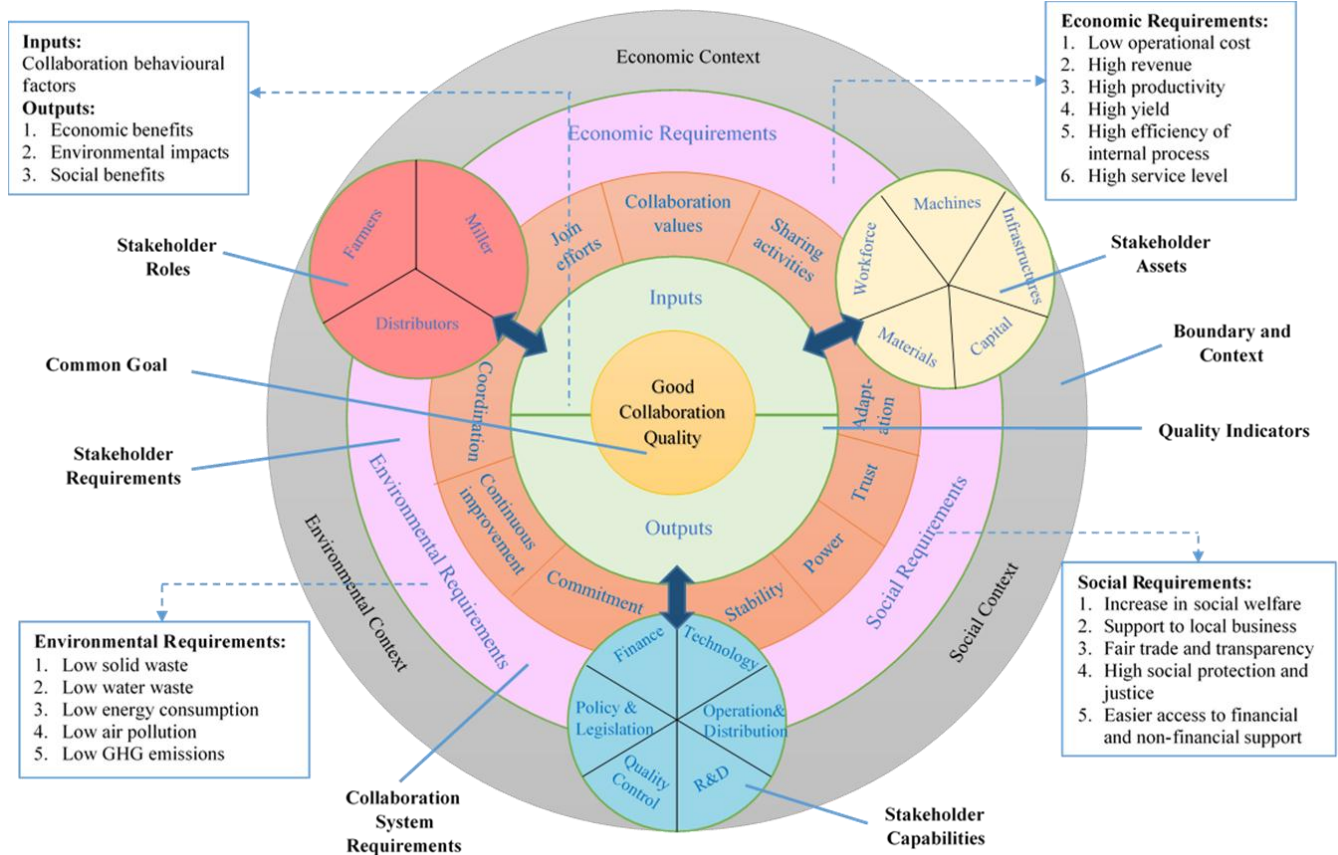 Inputs:
Collaboration behavioural
factors
Outputs:
1. Economic benefits
2. Environmental impacts
3. Social benefits
Economic Requirements:
1. Low operational cost
2. High revenue
3. High productivity
4. High yield
5. High efficiency of
internal process
6. High service level
Economic Context
Economic Requirements
Farmers
Miller
Distributors
Join
efforts
Collaboration
values
Sharing
activities
Workforce
Machines
Infrastructures
Materials
Capital
Stakeholder
Roles
Stakeholder
Assets
Common Goal
Boundary and
Context
Inputs
Good
Collaboration
Quality
Outputs
Coordination
Adapt-
ation
Quality Indicators
Stakeholder
Requirements
Continuous
improvement
Trust
Commitment
Stability
Power
Environmental Requirements
Social Requirements
Environmental Context
Social Context
Environmental Requirements:
1. Low solid waste
2. Low water waste
3. Low energy consumption
4. Low air pollution
5. Low GHG emissions
Social Requirements:
1. Increase in social welfare
2. Support to local business
3. Fair trade and transparency
4. High social protection and
justice
5. Easier access to financial
and non-financial support
Finance
Technology
Policy &
Legislation
Operation&
Distribution
Quality
Control
R&D
Collaboration
System
Requirements
Stakeholder
Capabilities